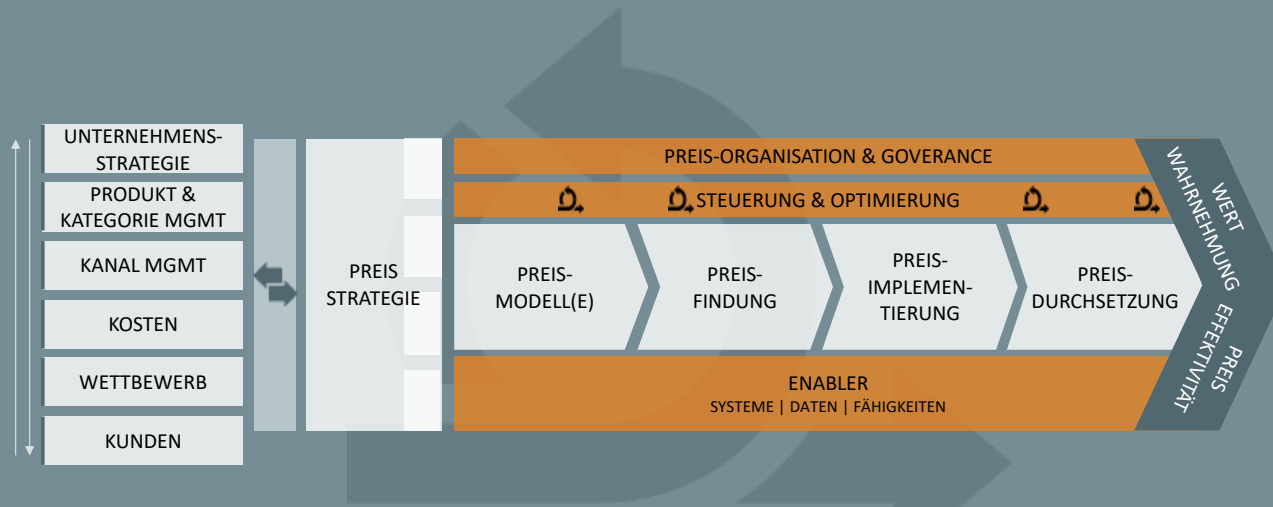 UNTERNEHMENS-
STRATEGIE
PRODUKT &
KATEGORIE MGMT
KANAL MGMT
KOSTEN
WETTBEWERB
KUNDEN
PREIS
STRATEGIE
PREIS-ORGANISATION & GOVERANCE
STEUERUNG & OPTIMIERUNG
PREIS-
MODELL(E)
PREIS-
FINDUNG
PREIS-
IMPLEMEN-
TIERUNG
PREIS-
DURCHSETZUNG
ENABLER
SYSTEME | DATEN | FÄHIGKEITEN
WERT
WAHRNEHMUNG
PREIS
EFFEKTIVITÄT